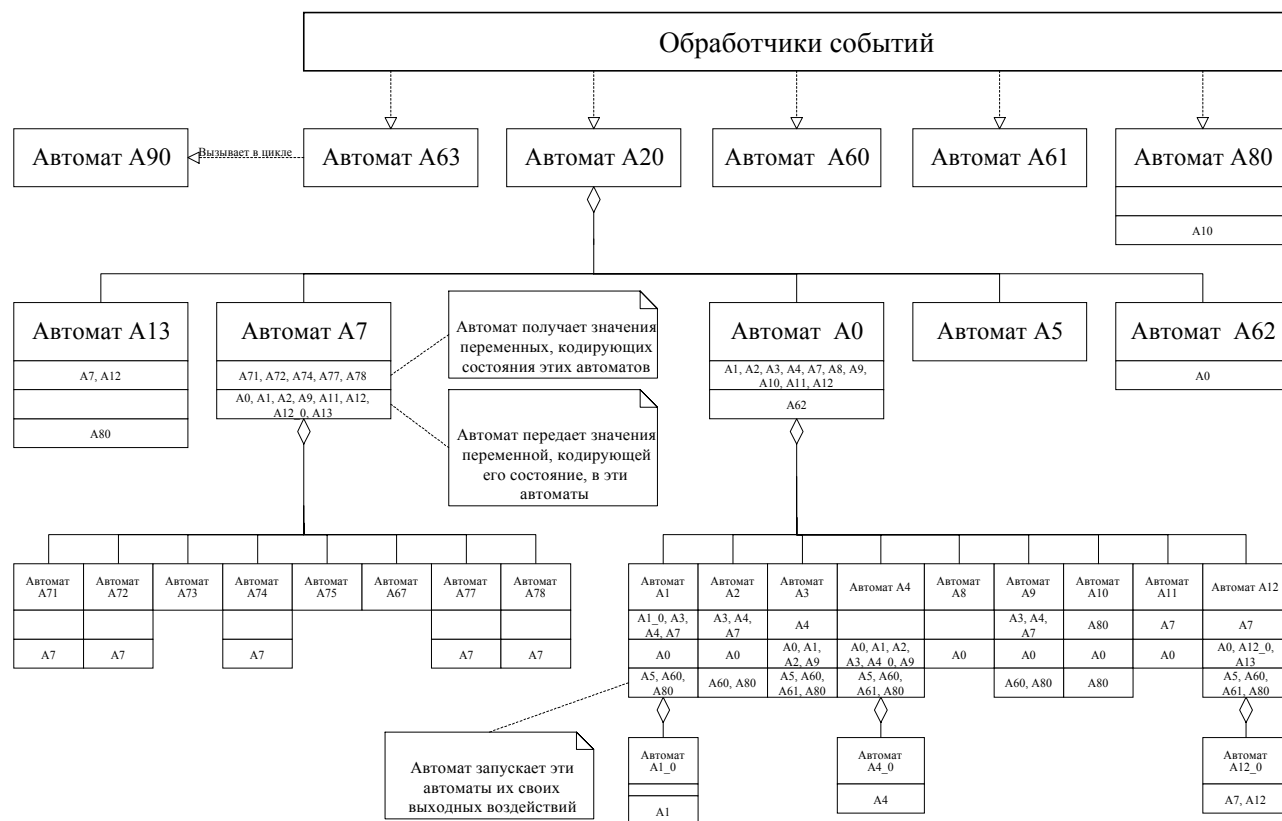 Обработчики событий
Автомат А90
Вызывает в цикле
Автомат А63
Автомат А20
Автомат А60
Автомат А61
Автомат А80
А10
Автомат А13
А7, А12
А80
Автомат А7
А71, А72, А74, А77, А78
А0, А1, А2, А9, А11, А12,
А12_0, А13
Автомат получает значения
переменных, кодирующих
состояния этих автоматов
Автомат передает значения
переменной, кодирующей
его состояние, в эти
автоматы
Автомат А0
А1, А2, А3, А4, А7, А8, А9,
А10, А11, А12
А62
Автомат А5
Автомат А62
А0
Автомат
А71
А7
Автомат
А72
А7
Автомат
А73
Автомат
А74
А7
Автомат
А75
Автомат
А67
Автомат
А77
А7
Автомат
А78
А7
Автомат
А1
А1_0, А3,
А4, А7
А0
А5, А60,
А80
Автомат
А2
А3, А4,
А7
А0
А60, А80
Автомат
А3
А4
А0, А1,
А2, А9
А5, А60,
А61, А80
Автомат А4
А0, А1, А2,
А3, А4_0, А9
А5, А60,
А61, А80
Автомат
А8
А0
Автомат
А9
А3, А4,
А7
А0
А60, А80
Автомат
А10
А80
А0
А80
Автомат
А11
А7
А0
Автомат А12
А7
А0, А12_0,
А13
А5, А60,
А61, А80
Автомат запускает эти
автоматы их своих
выходных воздействий
Автомат
А1_0
А1
Автомат
А4_0
А4
Автомат
А12_0
А7, А12